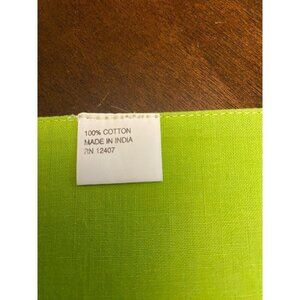 100% COTTON
MADE IN INDIA
RN 12407